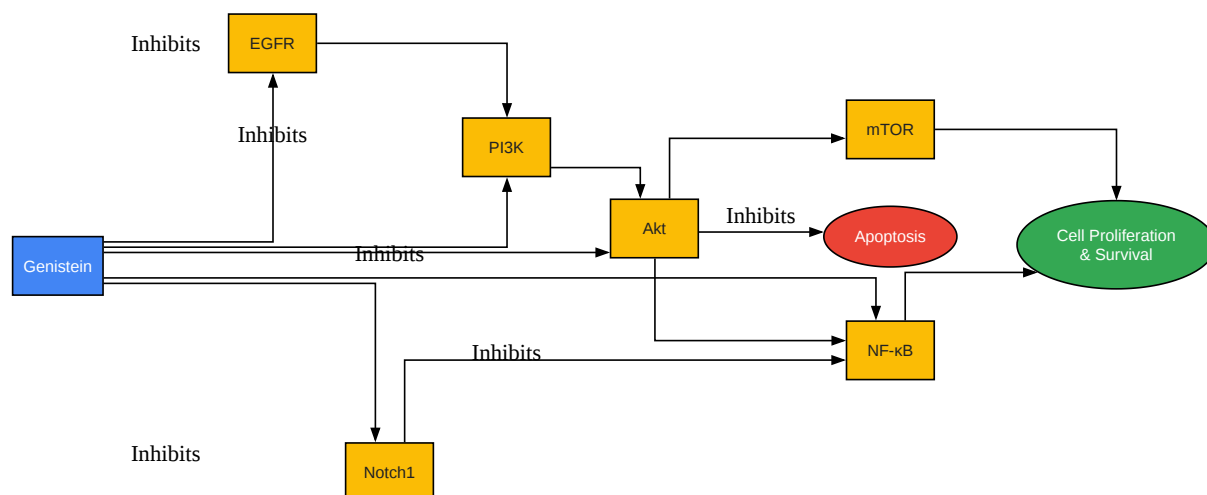 Inhibits
EGFR
Inhibits
PI3K
mTOR
Akt
Inhibits
Apoptosis
Cell Proliferation
& Survival
Genistein
Inhibits
Inhibits
NF-κB
Inhibits
Notch1